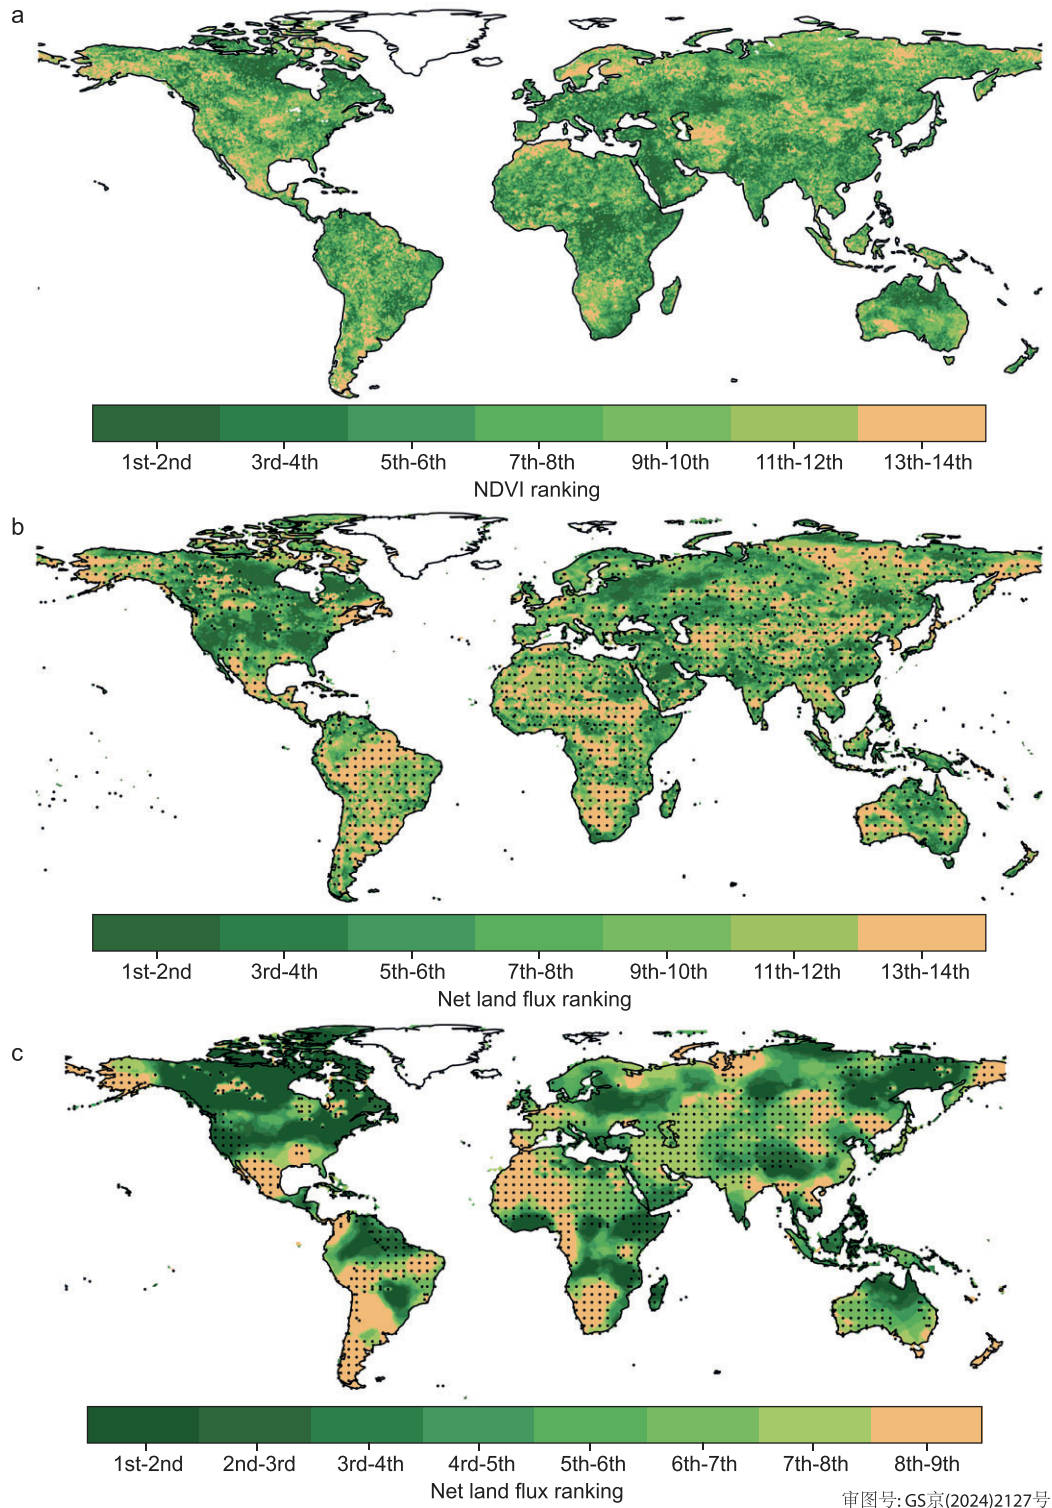 a
1st-2nd 3rd-4th 5th-6th 7th-8th 9th-10th 11th-12th 13th-14th
NDVI ranking
b
1st-2nd 3rd-4th 5th-6th 7th-8th 9th-10th 11th-12th 13th-14th
Net land flux ranking
c
1st-2nd 2nd-3rd 3rd-4th 4rd-5th 5th-6th 6th-7th 7th-8th 8th-9th
Net land flux ranking
审图号: GS京(2024)2127号